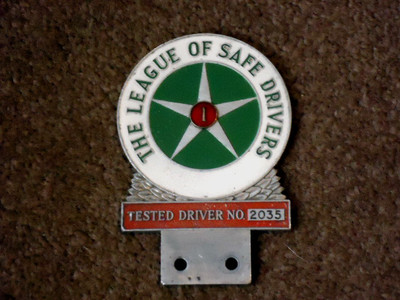 THE LEAGUE OF SAFE DRIVERS
1
TESTED DRIVER NO. 2035